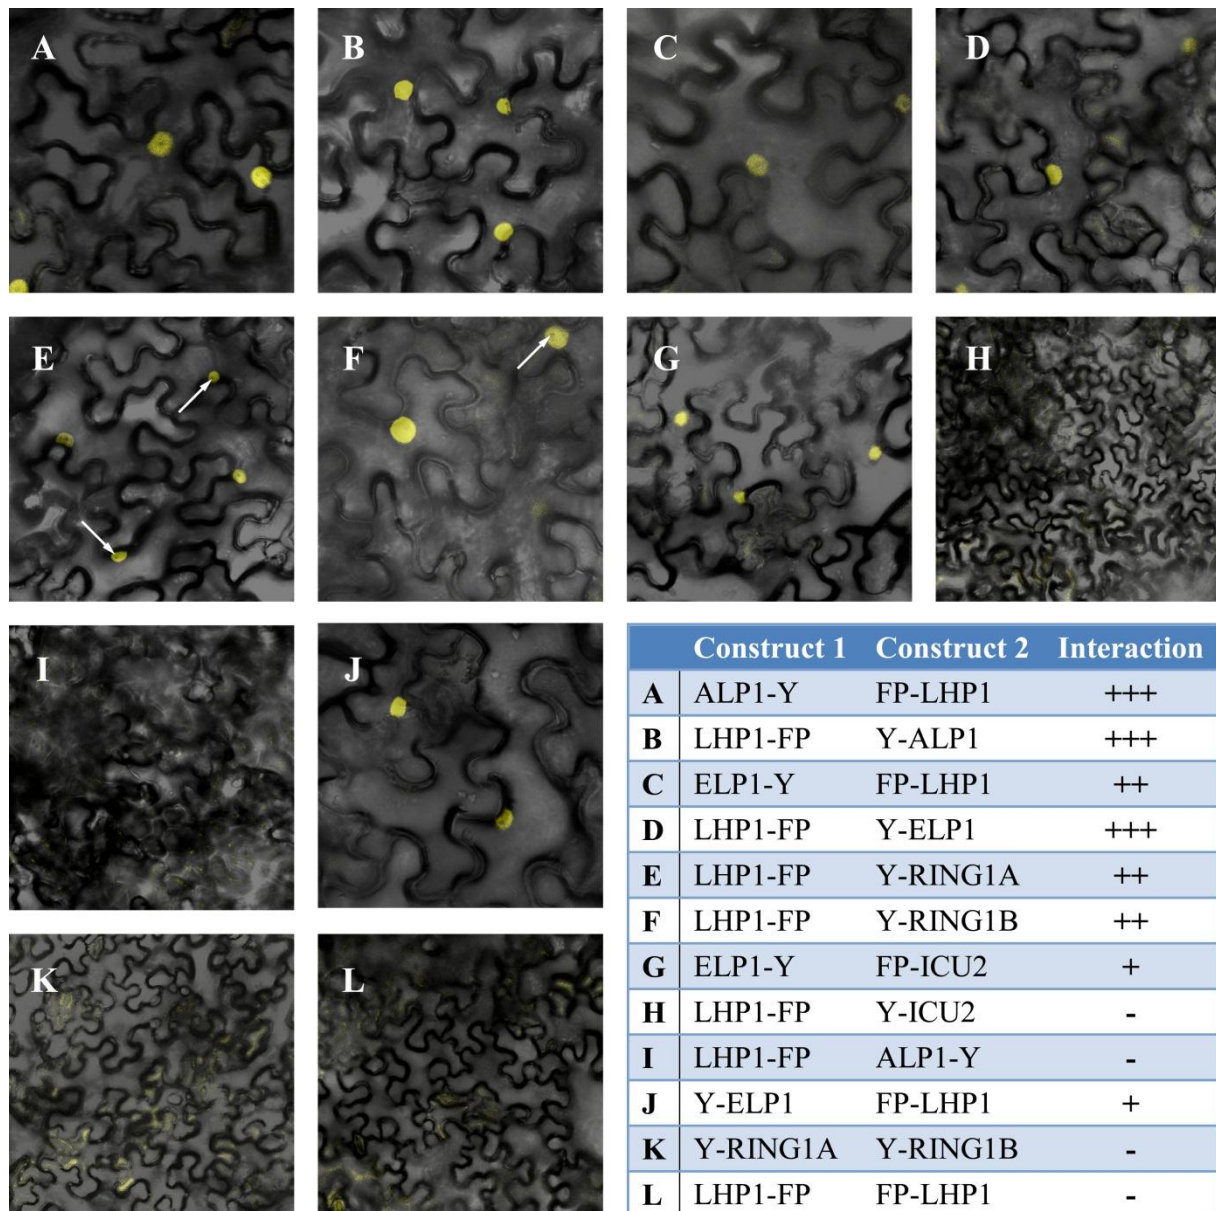 A
B
C
D
E
F
G
H
I
J
K
L
Construct 1 Construct 2 Interaction
A ALP1-Y FP-LHP1 +++
B LHP1-FP Y-ALP1 +++
C ELP1-Y FP-LHP1 ++
D LHP1-FP Y-ELP1 +++
E LHP1-FP Y-RING1A ++
F LHP1-FP Y-RING1B ++
G ELP1-Y FP-ICU2 +
H LHP1-FP Y-ICU2 -
I LHP1-FP ALP1-Y -
J Y-ELP1 FP-LHP1 +
K Y-RING1A Y-RING1B -
L LHP1-FP FP-LHP1 -